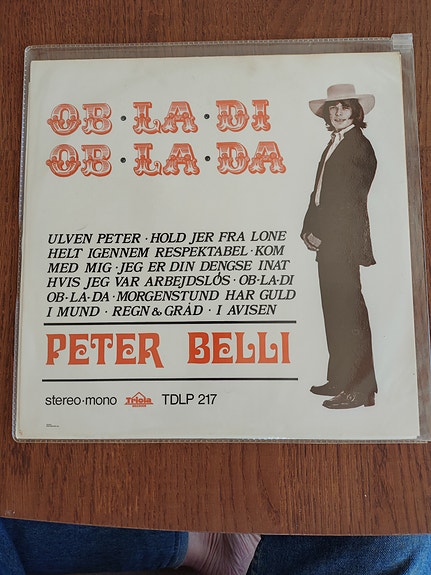 OB·LA·DI
OB·LA·DA
ULVEN PETER · HOLD JER FRA LONE
HELT IGENNEM RESPEKTABEL · KOM
MED MIG · JEG ER DIN DENGSE INAT
HVIS JEG VAR ARBEJDSLØS · OB-LA-DI
OB-LA-DA · MORGENSTUND HAR GULD
I MUND · REGN & GRÅD · I AVISEN
PETER BELLI
stereo·mono Triola TDLP 217